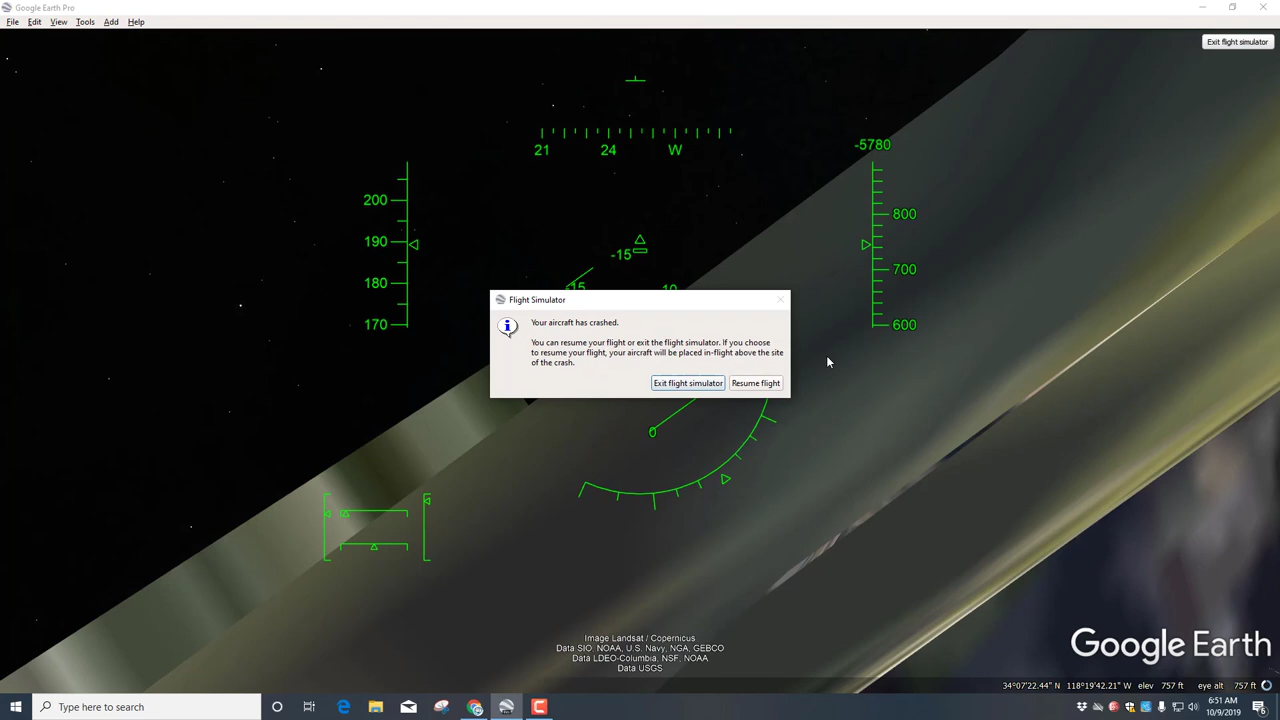 Google Earth Pro
File Edit View Tools Add Help
Exit flight simulator
21 24 W
-5780
200
190
180
170
800
700
600
-15
-15 10
Flight Simulator
Your aircraft has crashed.
You can resume your flight or exit the flight simulator. If you choose
to resume your flight, your aircraft will be placed in-flight above the site
of the crash.
Exit flight simulator Resume flight
0
Image Landsat / Copernicus
Data SIO, NOAA, U.S. Navy, NGA, GEBCO
Data LDEO-Columbia, NSF, NOAA
Data USGS
Google Earth
34°07'22.44" N 118°19'42.21" W elev 757 ft eye alt 757 ft
Type here to search
6:51 AM
10/9/2019
6